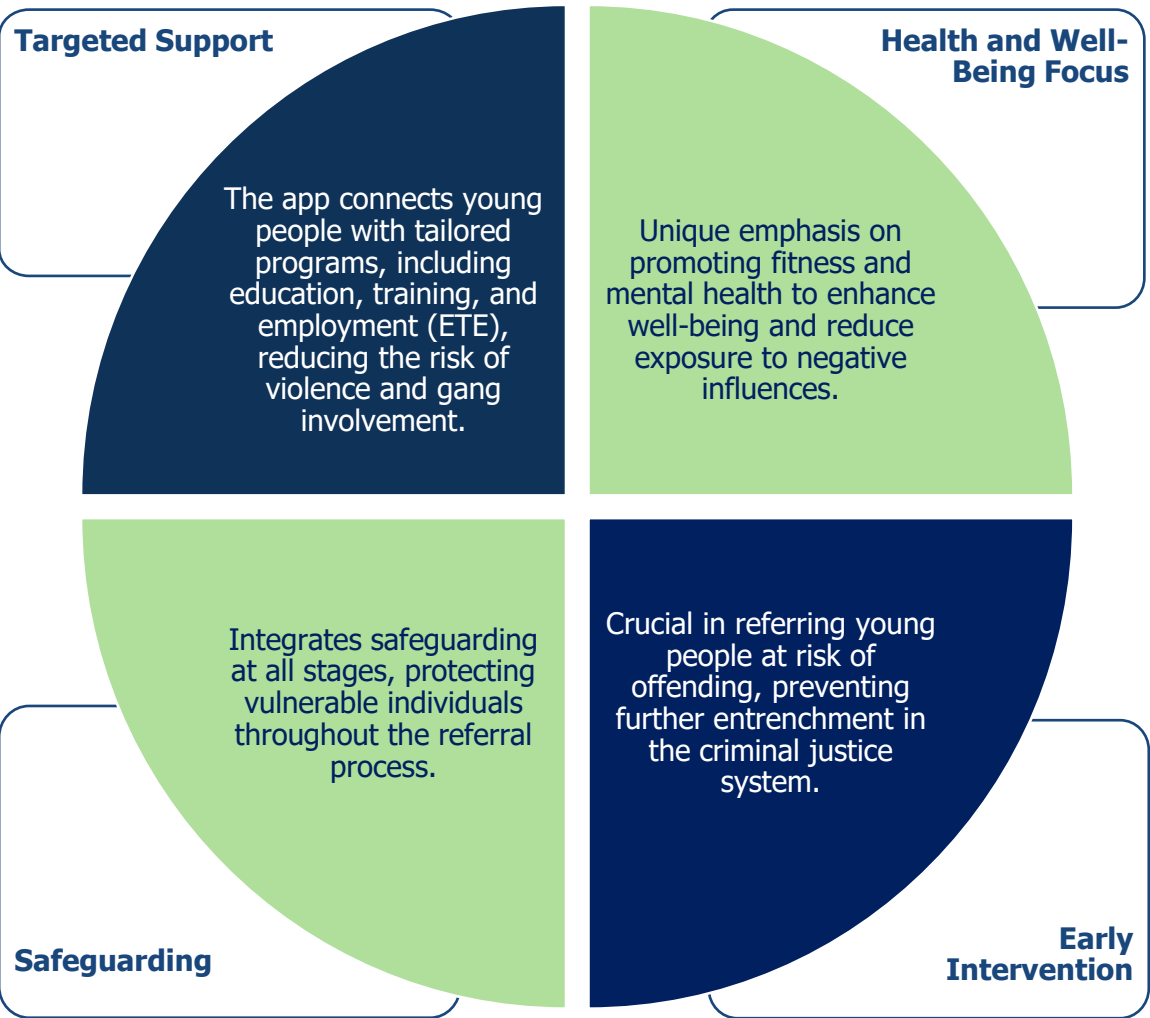 Targeted Support
The app connects young
people with tailored
programs, including
education, training, and
employment (ETE),
reducing the risk of
violence and gang
involvement.
Health and Well-
Being Focus
Unique emphasis on
promoting fitness and
mental health to enhance
well-being and reduce
exposure to negative
influences.
Integrates safeguarding
at all stages, protecting
vulnerable individuals
throughout the referral
process.
Safeguarding
Crucial in referring young
people at risk of
offending, preventing
further entrenchment in
the criminal justice
system.
Early
Intervention